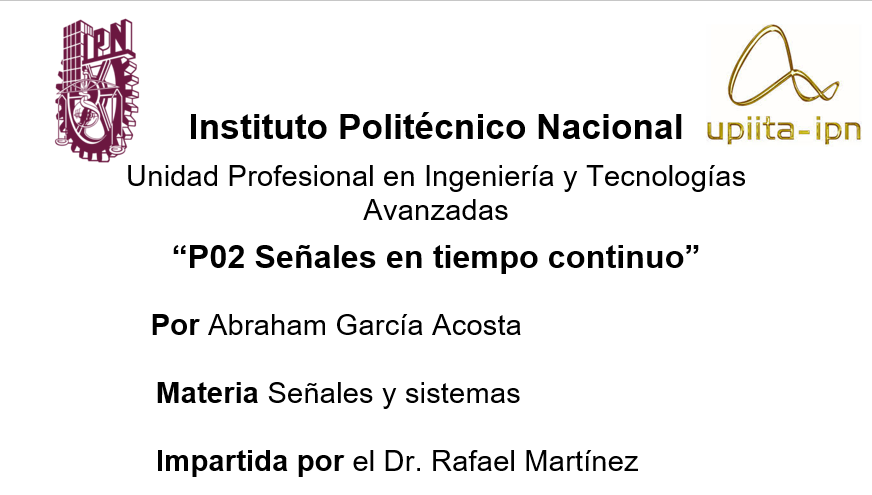 IPN
upiita-ipn
Instituto Politécnico Nacional
Unidad Profesional en Ingeniería y Tecnologías
Avanzadas
“P02 Señales en tiempo continuo”
Por Abraham García Acosta
Materia Señales y sistemas
Impartida por el Dr. Rafael Martínez